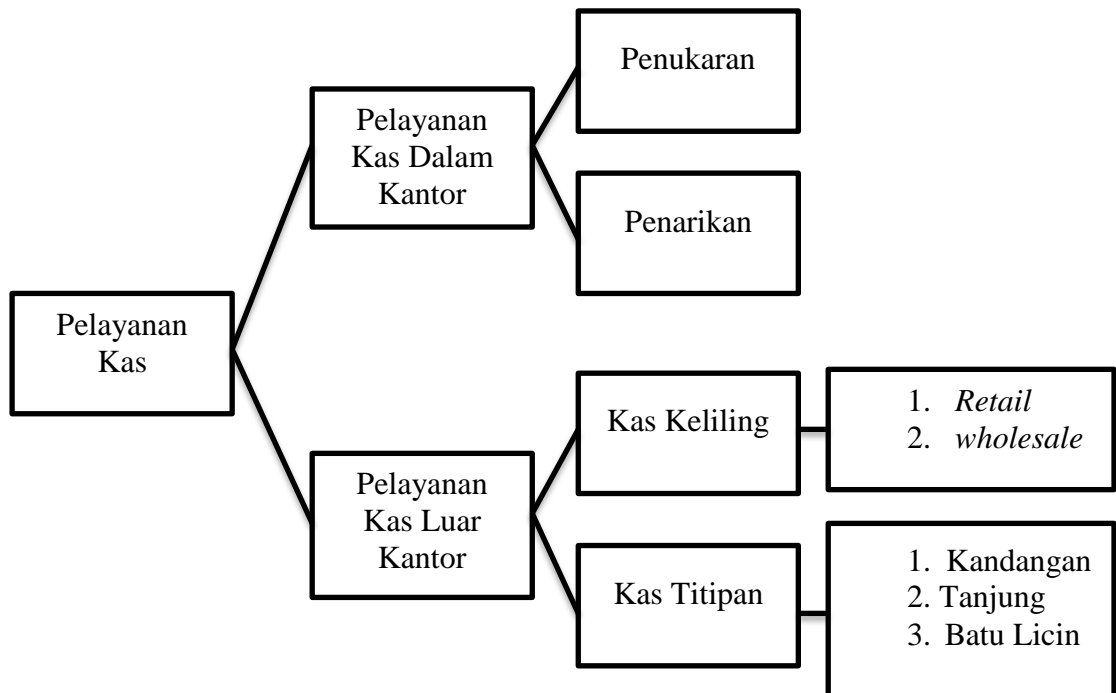 Penukaran
Pelayanan
Kas Dalam
Kantor
Penarikan
Pelayanan
Kas
Kas Keliling
1. Retail
2. wholesale
Pelayanan
Kas Luar
Kantor
Kas Titipan
1. Kandangan
2. Tanjung
3. Batu Licin